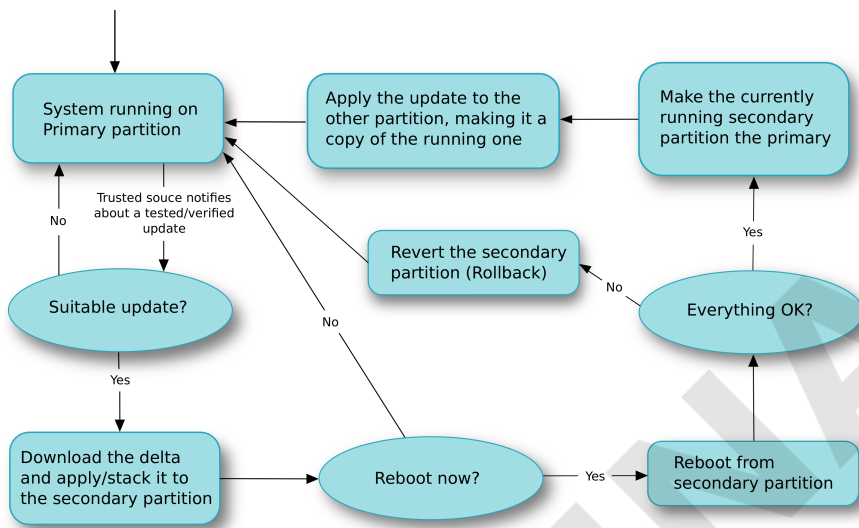 System running on
Primary partition
Apply the update to the
other partition, making it a
copy of the running one
Make the currently
running secondary
partition the primary
Trusted souce notifies
about a tested/verified
update
No
Yes
Revert the secondary
partition (Rollback)
No
Suitable update?
Everything OK?
No
Yes
Download the delta
and apply/stack it to
the secondary partition
Reboot now?
Yes
Reboot from
secondary partition